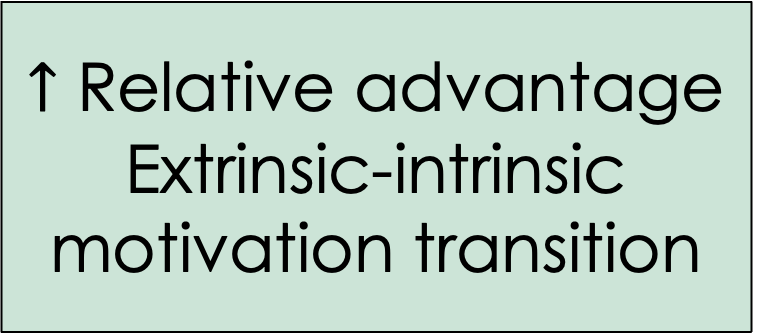 ↑ Relative advantage
Extrinsic-intrinsic
motivation transition